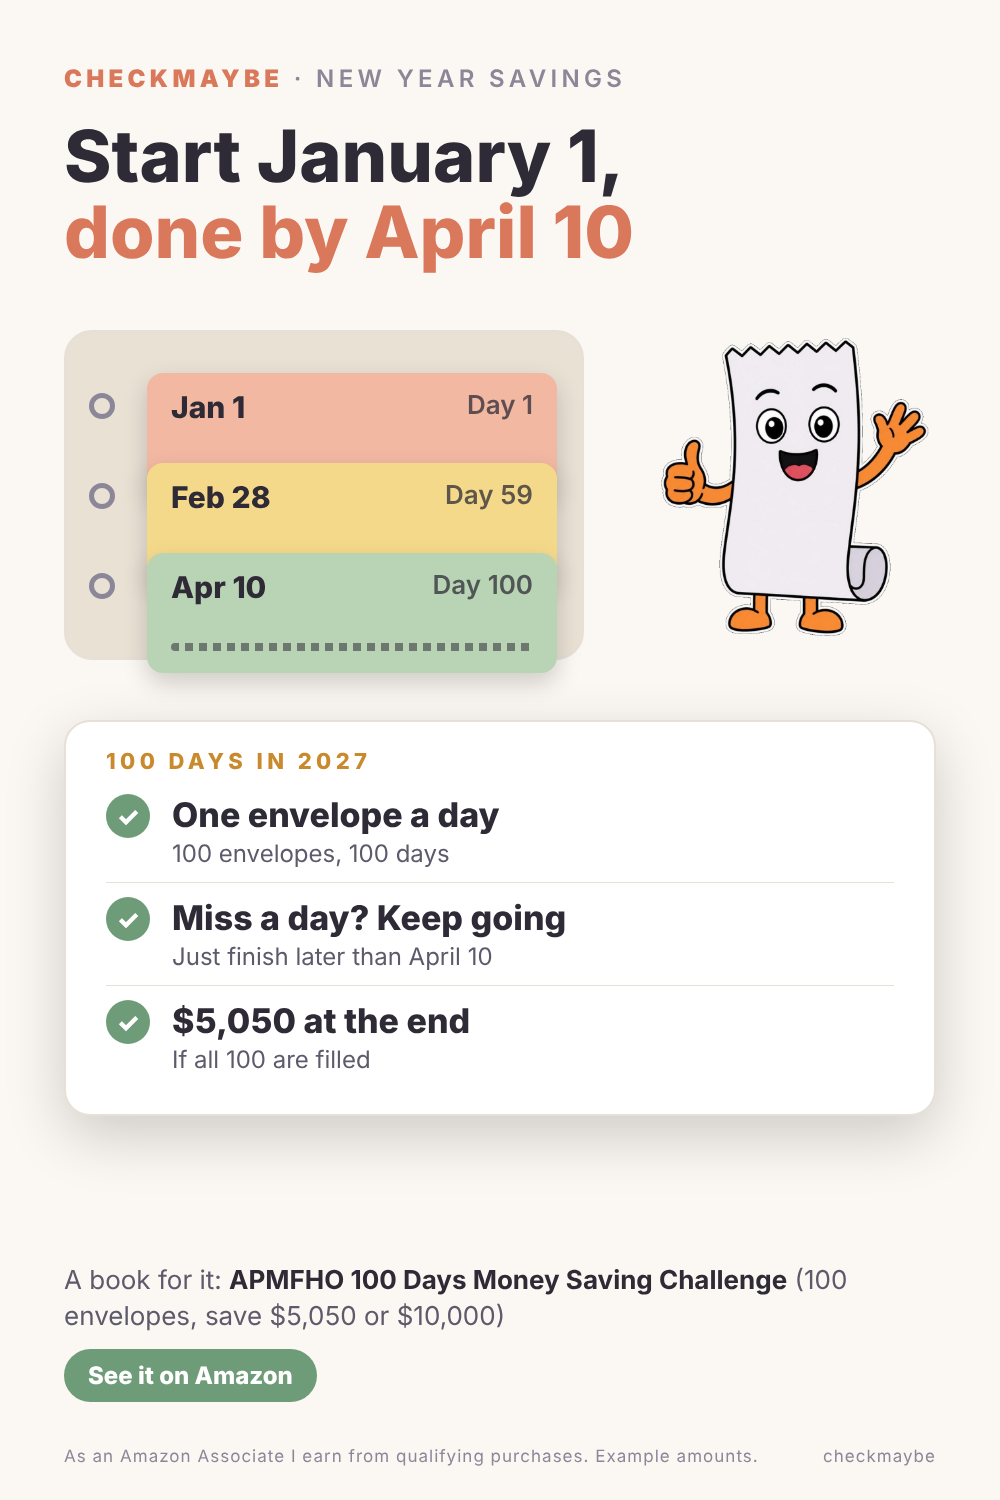 CHECKMAYBE · NEW YEAR SAVINGS
Start January 1,
done by April 10
Jan 1 Day 1
Feb 28 Day 59
Apr 10 Day 100
100 DAYS IN 2027
One envelope a day
100 envelopes, 100 days
Miss a day? Keep going
Just finish later than April 10
$5,050 at the end
If all 100 are filled
A book for it: APMFHO 100 Days Money Saving Challenge (100
envelopes, save $5,050 or $10,000)
See it on Amazon
As an Amazon Associate I earn from qualifying purchases. Example amounts. checkmaybe